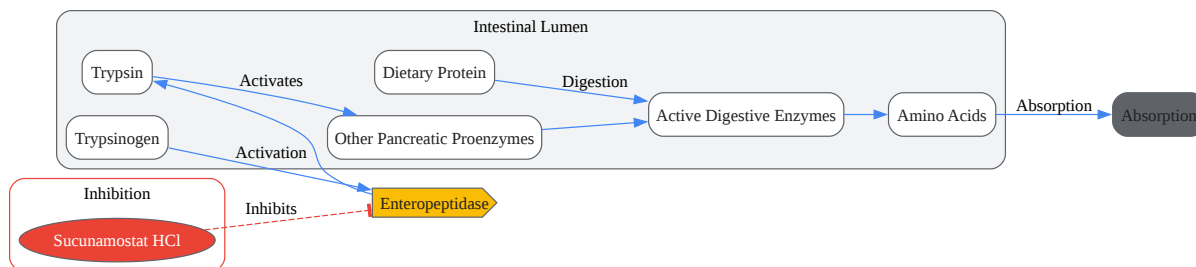 Intestinal Lumen
Trypsin
Activates
Dietary Protein
Digestion
Active Digestive Enzymes
Amino Acids
Absorption
Absorption
Trypsinogen
Activation
Other Pancreatic Proenzymes
Inhibition
Inhibits
Enteropeptidase
Sucunamostat HCl